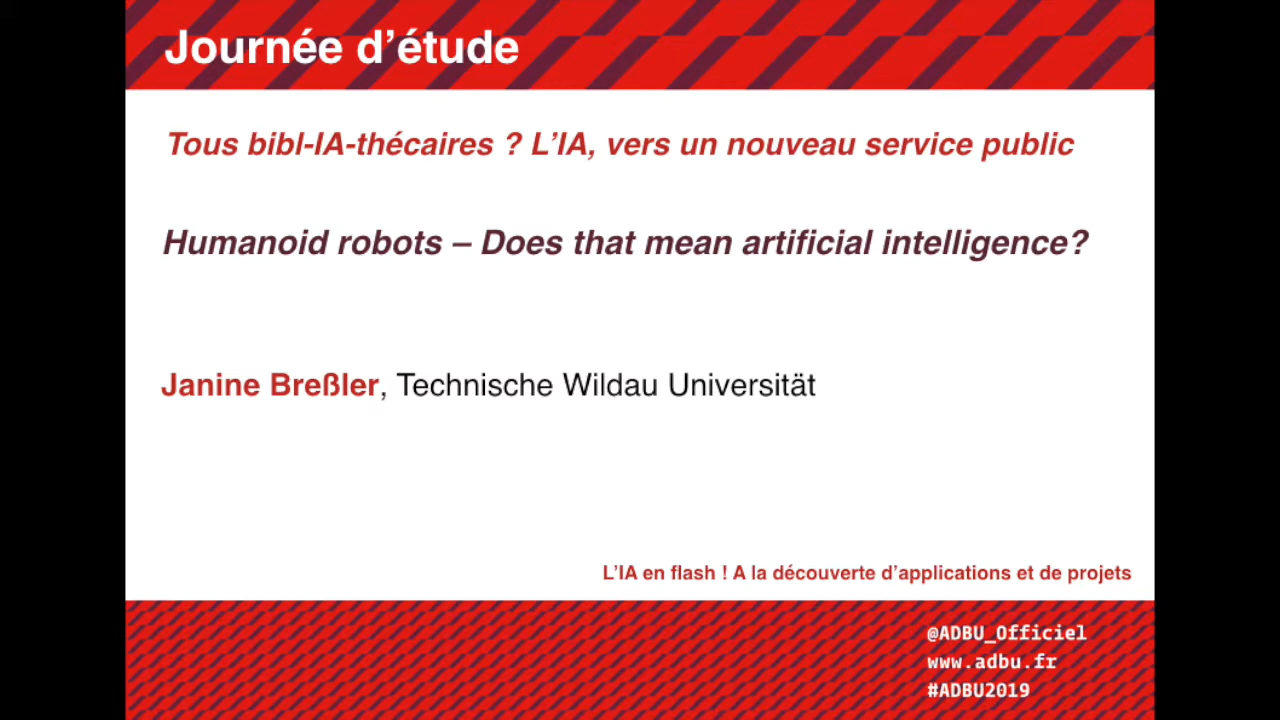 Journée d’étude
Tous bibl-IA-thécaires ? L’IA, vers un nouveau service public
Humanoid robots – Does that mean artificial intelligence?
Janine Breßler, Technische Wildau Universität
L’IA en flash ! A la découverte d’applications et de projets
@ADBU_Officiel
www.adbu.fr
#ADBU2019